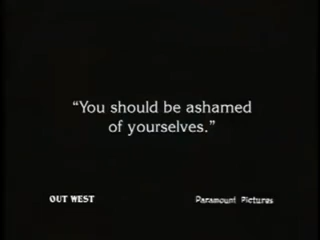 “You should be ashamed
of yourselves.”
OUT WEST
Paramount Pictures